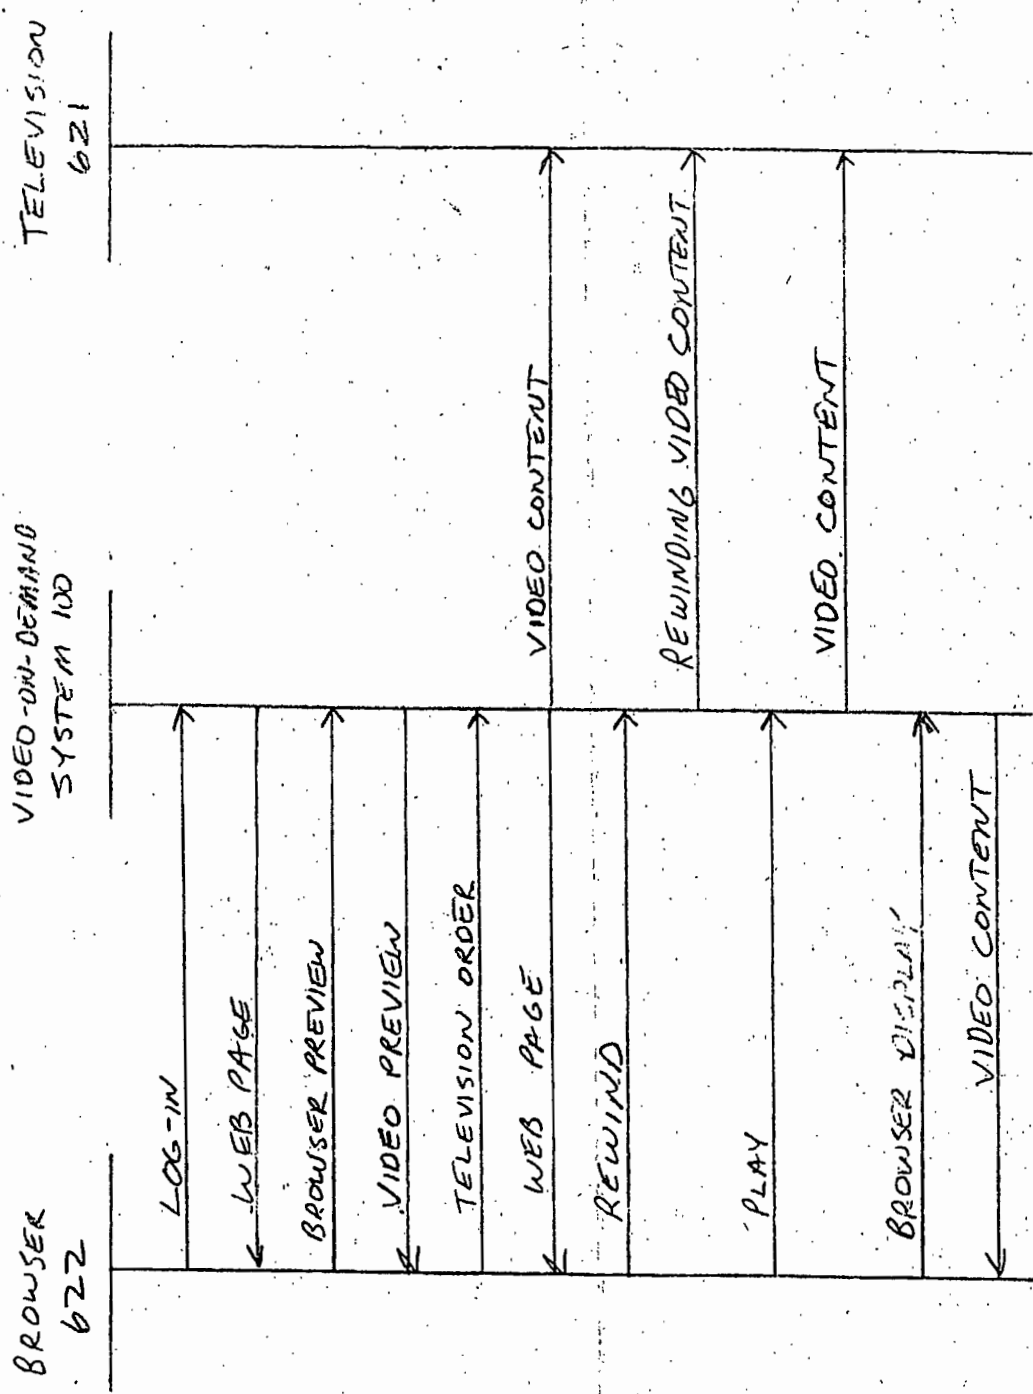 BROWSER
622
VIDEO-ON-DEMAND
SYSTEM 100
TELEVISION
621
LOG-IN
WEB PAGE
BROWSER PREVIEW
VIDEO PREVIEW
TELEVISION ORDER
WEB PAGE
VIDEO CONTENT
REWIND
REWINDING VIDEO CONTENT
PLAY
VIDEO CONTENT
BROWSER DISPLAY
VIDEO CONTENT